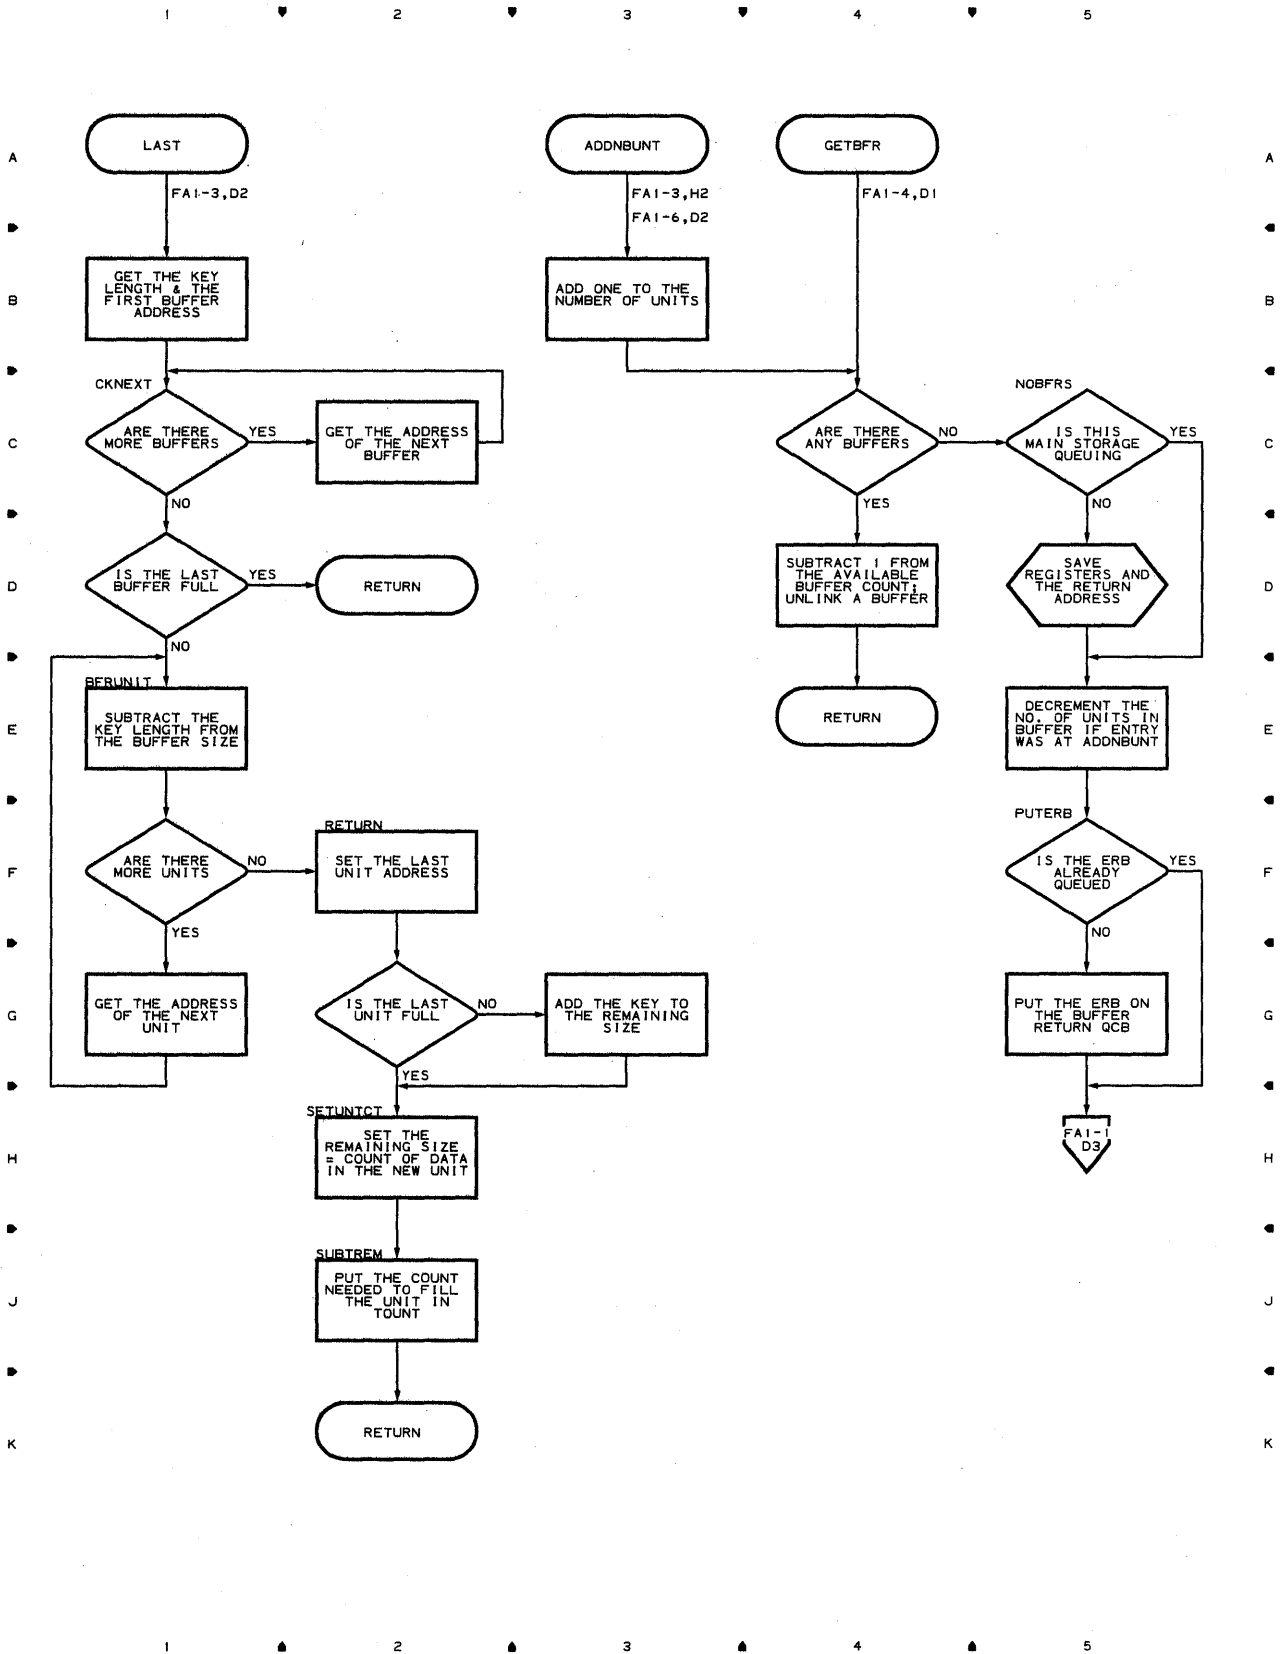 1 2 3 4 5
A
LAST
ADDNBUNT
GETBFR
A
FA1-3,D2
FA1-3,H2
FA1-6,D2
FA1-4,D1
B
GET THE KEY
LENGTH & THE
FIRST BUFFER
ADDRESS
ADD ONE TO THE
NUMBER OF UNITS
B
CKNEXT
NOBFRS
C
ARE THERE
MORE BUFFERS
YES
GET THE ADDRESS
OF THE NEXT
BUFFER
ARE THERE
ANY BUFFERS
NO
IS THIS
MAIN STORAGE
QUEUING
YES
C
NO
YES
NO
D
IS THE LAST
BUFFER FULL
YES
RETURN
SUBTRACT 1 FROM
THE AVAILABLE
BUFFER COUNT;
UNLINK A BUFFER
SAVE
REGISTERS AND
THE RETURN
ADDRESS
D
NO
BFRUNIT
E
SUBTRACT THE
KEY LENGTH FROM
THE BUFFER SIZE
RETURN
DECREMENT THE
NO. OF UNITS IN
BUFFER IF ENTRY
WAS AT ADDNBUNT
E
RETURN
PUTERB
F
ARE THERE
MORE UNITS
NO
SET THE LAST
UNIT ADDRESS
IS THE ERB
ALREADY
QUEUED
YES
F
YES
NO
G
GET THE ADDRESS
OF THE NEXT
UNIT
IS THE LAST
UNIT FULL
NO
ADD THE KEY TO
THE REMAINING
SIZE
PUT THE ERB ON
THE BUFFER
RETURN QCB
G
YES
SETUNTCT
H
SET THE
REMAINING SIZE
= COUNT OF DATA
IN THE NEW UNIT
FA1-1
D3
H
SUBTREM
J
PUT THE COUNT
NEEDED TO FILL
THE UNIT IN
TOUNT
J
K
RETURN
K
1 2 3 4 5